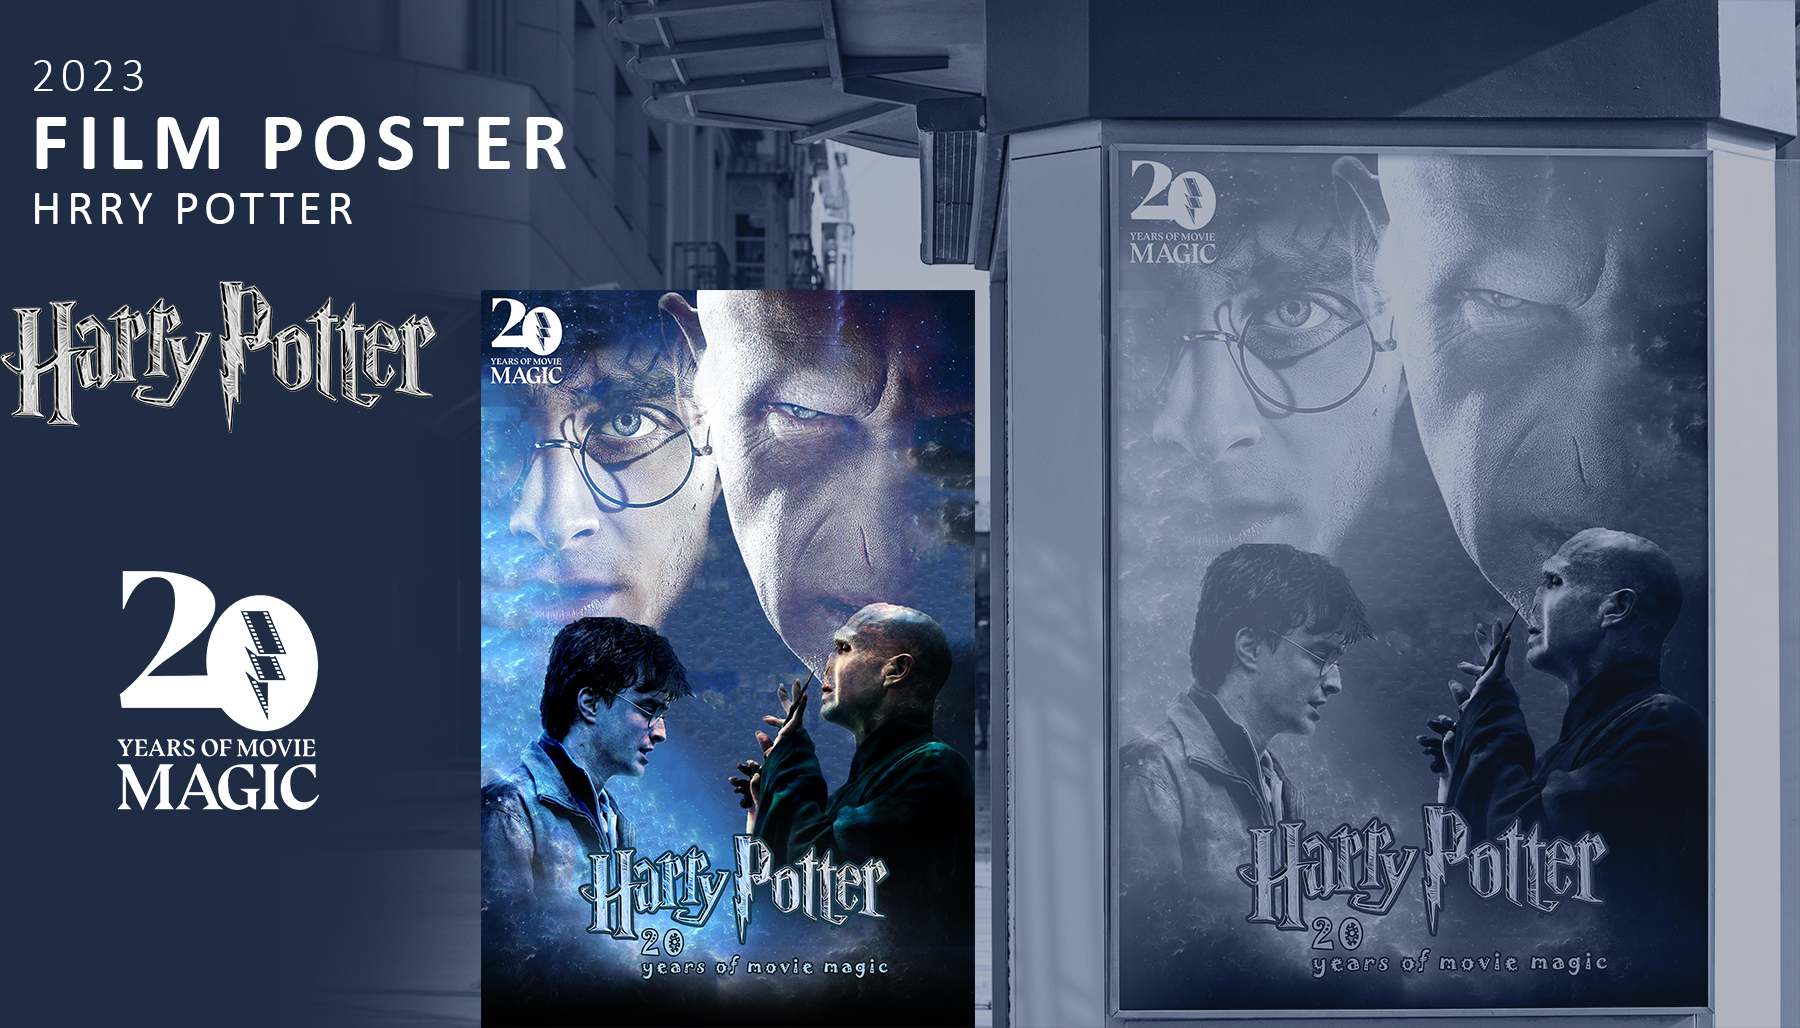 2023
FILM POSTER
HRRY POTTER
Harry Potter
20
YEARS OF MOVIE
MAGIC
20
YEARS OF MOVIE
MAGIC
Harry Potter
20
years of movie magic
20
YEARS OF MOVIE
MAGIC
Harry Potter
20
years of movie magic